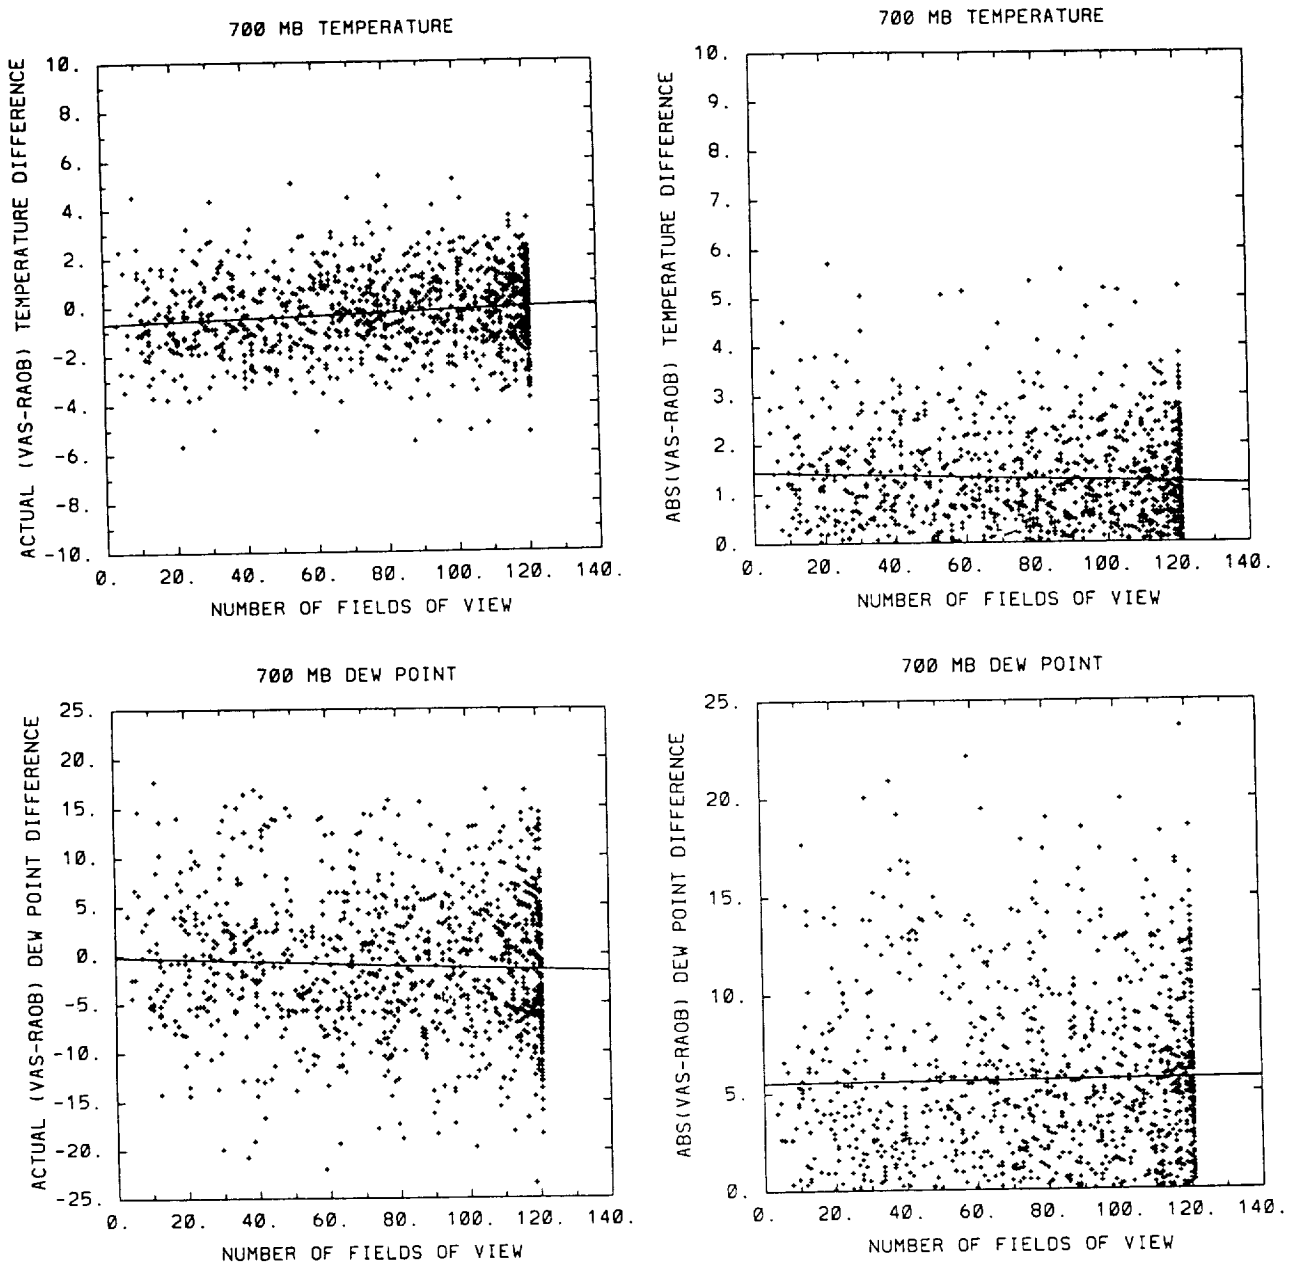 700 MB TEMPERATURE
ACTUAL (VAS-RAOB) TEMPERATURE DIFFERENCE
10.
8.
6.
4.
2.
0.
-2.
-4.
-6.
-8.
-10.
0. 20. 40. 60. 80. 100. 120. 140.
NUMBER OF FIELDS OF VIEW
700 MB TEMPERATURE
ABS(VAS-RAOB) TEMPERATURE DIFFERENCE
10.
9.
8.
7.
6.
5.
4.
3.
2.
1.
0.
0. 20. 40. 60. 80. 100. 120. 140.
NUMBER OF FIELDS OF VIEW
700 MB DEW POINT
ACTUAL (VAS-RAOB) DEW POINT DIFFERENCE
25.
20.
15.
10.
5.
0.
-5.
-10.
-15.
-20.
-25.
0. 20. 40. 60. 80. 100. 120. 140.
NUMBER OF FIELDS OF VIEW
700 MB DEW POINT
ABS(VAS-RAOB) DEW POINT DIFFERENCE
25.
20.
15.
10.
5.
0.
0. 20. 40. 60. 80. 100. 120. 140.
NUMBER OF FIELDS OF VIEW